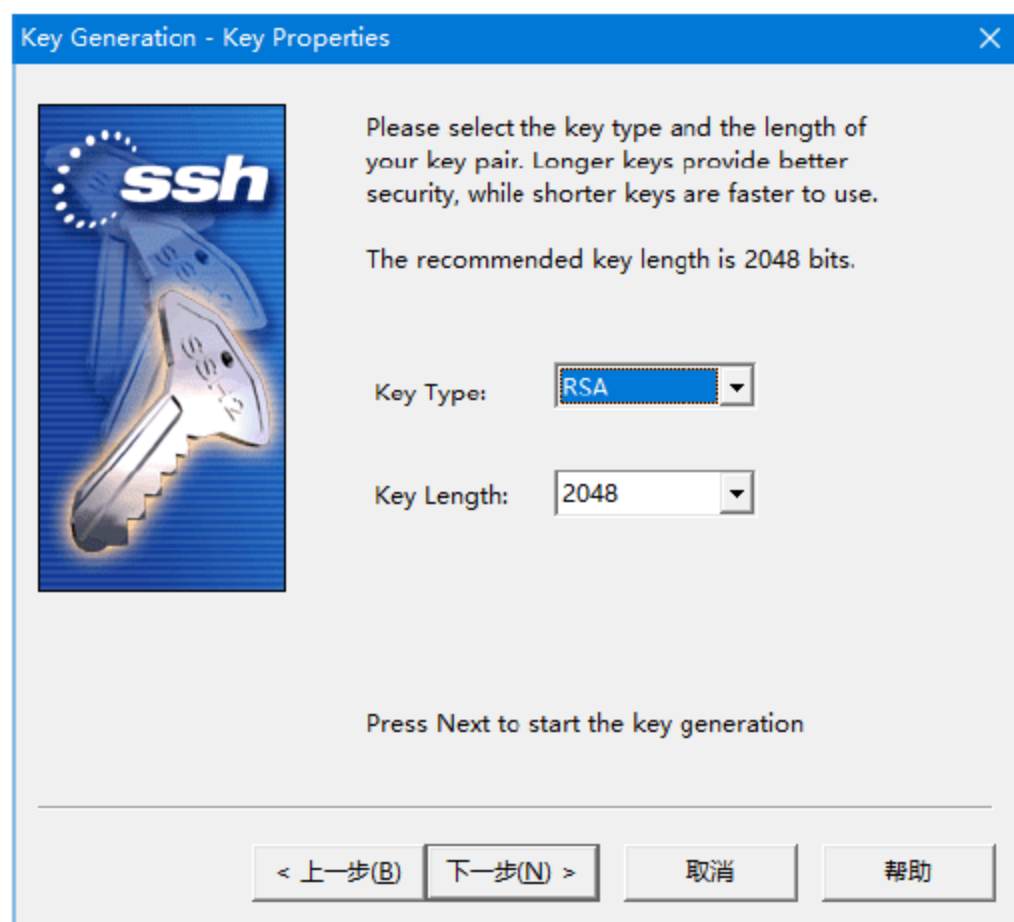 Key Generation - Key Properties
ssh
Please select the key type and the length of
your key pair. Longer keys provide better
security, while shorter keys are faster to use.
The recommended key length is 2048 bits.
SSH2
Key Type: RSA
Key Length: 2048
Press Next to start the key generation
< 上一步(B) 下一步(N) > 取消 帮助